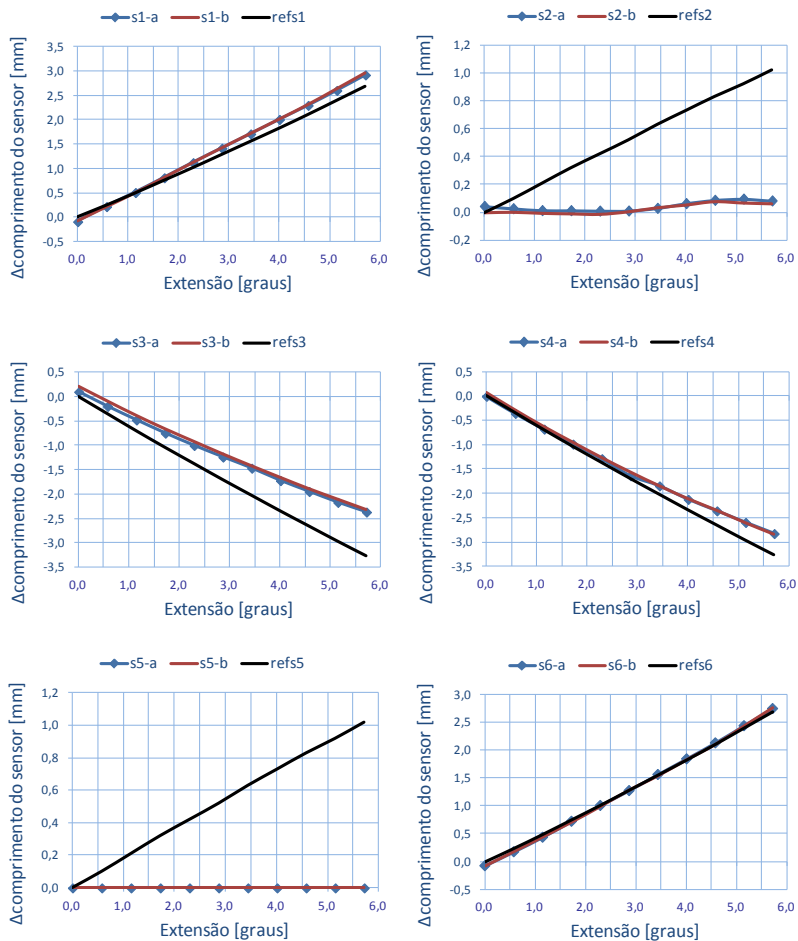 s1-a s1-b refs1
Δcomprimento do sensor [mm]
3,5
3,0
2,5
2,0
1,5
1,0
0,5
0,0
-0,5
0,0 1,0 2,0 3,0 4,0 5,0 6,0
Extensão [graus]
s2-a s2-b refs2
Δcomprimento do sensor [mm]
1,2
1,0
0,8
0,6
0,4
0,2
0,0
-0,2
0,0 1,0 2,0 3,0 4,0 5,0 6,0
Extensão [graus]
s3-a s3-b refs3
Δcomprimento do sensor [mm]
0,5
0,0
-0,5
-1,0
-1,5
-2,0
-2,5
-3,0
-3,5
0,0 1,0 2,0 3,0 4,0 5,0 6,0
Extensão [graus]
s4-a s4-b refs4
Δcomprimento do sensor [mm]
0,5
0,0
-0,5
-1,0
-1,5
-2,0
-2,5
-3,0
-3,5
0,0 1,0 2,0 3,0 4,0 5,0 6,0
Extensão [graus]
s5-a s5-b refs5
Δcomprimento do sensor [mm]
1,2
1,0
0,8
0,6
0,4
0,2
0,0
0,0 1,0 2,0 3,0 4,0 5,0 6,0
Extensão [graus]
s6-a s6-b refs6
Δcomprimento do sensor [mm]
3,0
2,5
2,0
1,5
1,0
0,5
0,0
-0,5
0,0 1,0 2,0 3,0 4,0 5,0 6,0
Extensão [graus]